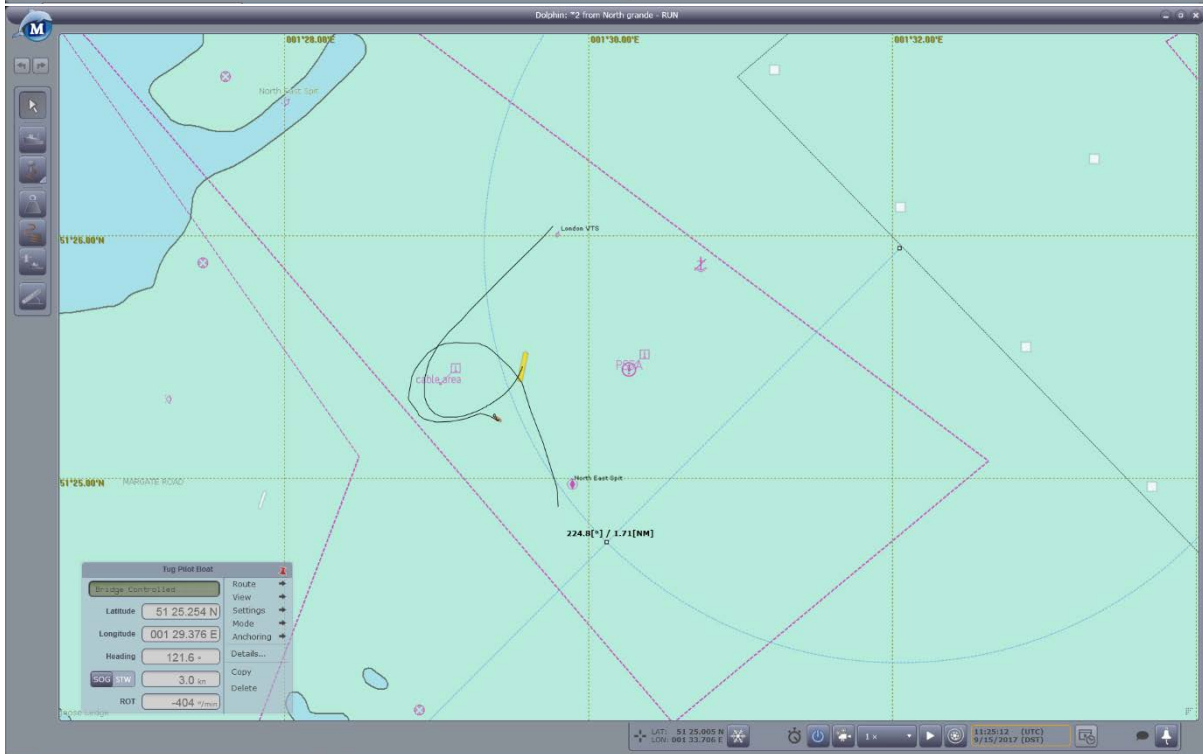 Dolphin: *2 from North grande - RUN
M
001°28.00'E
001°30.00'E
001°32.00'E
North East Spit
London VTS
51°26.00'N
cable area
51°25.00'N
MARGATE ROAD
North East Spit
224.8[°] / 1.71[NM]
Tug Pilot Boat
Bridge Controlled
Latitude 51 25.254 N
Longitude 001 29.376 E
Heading 121.6 °
SOG STW 3.0 kn
ROT -404 °/min
Route
View
Settings
Mode
Anchoring
Details...
Copy
Delete
LAT: 51 25.005 N
LON: 001 33.706 E
1 x
11:25:12 (UTC)
9/15/2017 (DST)